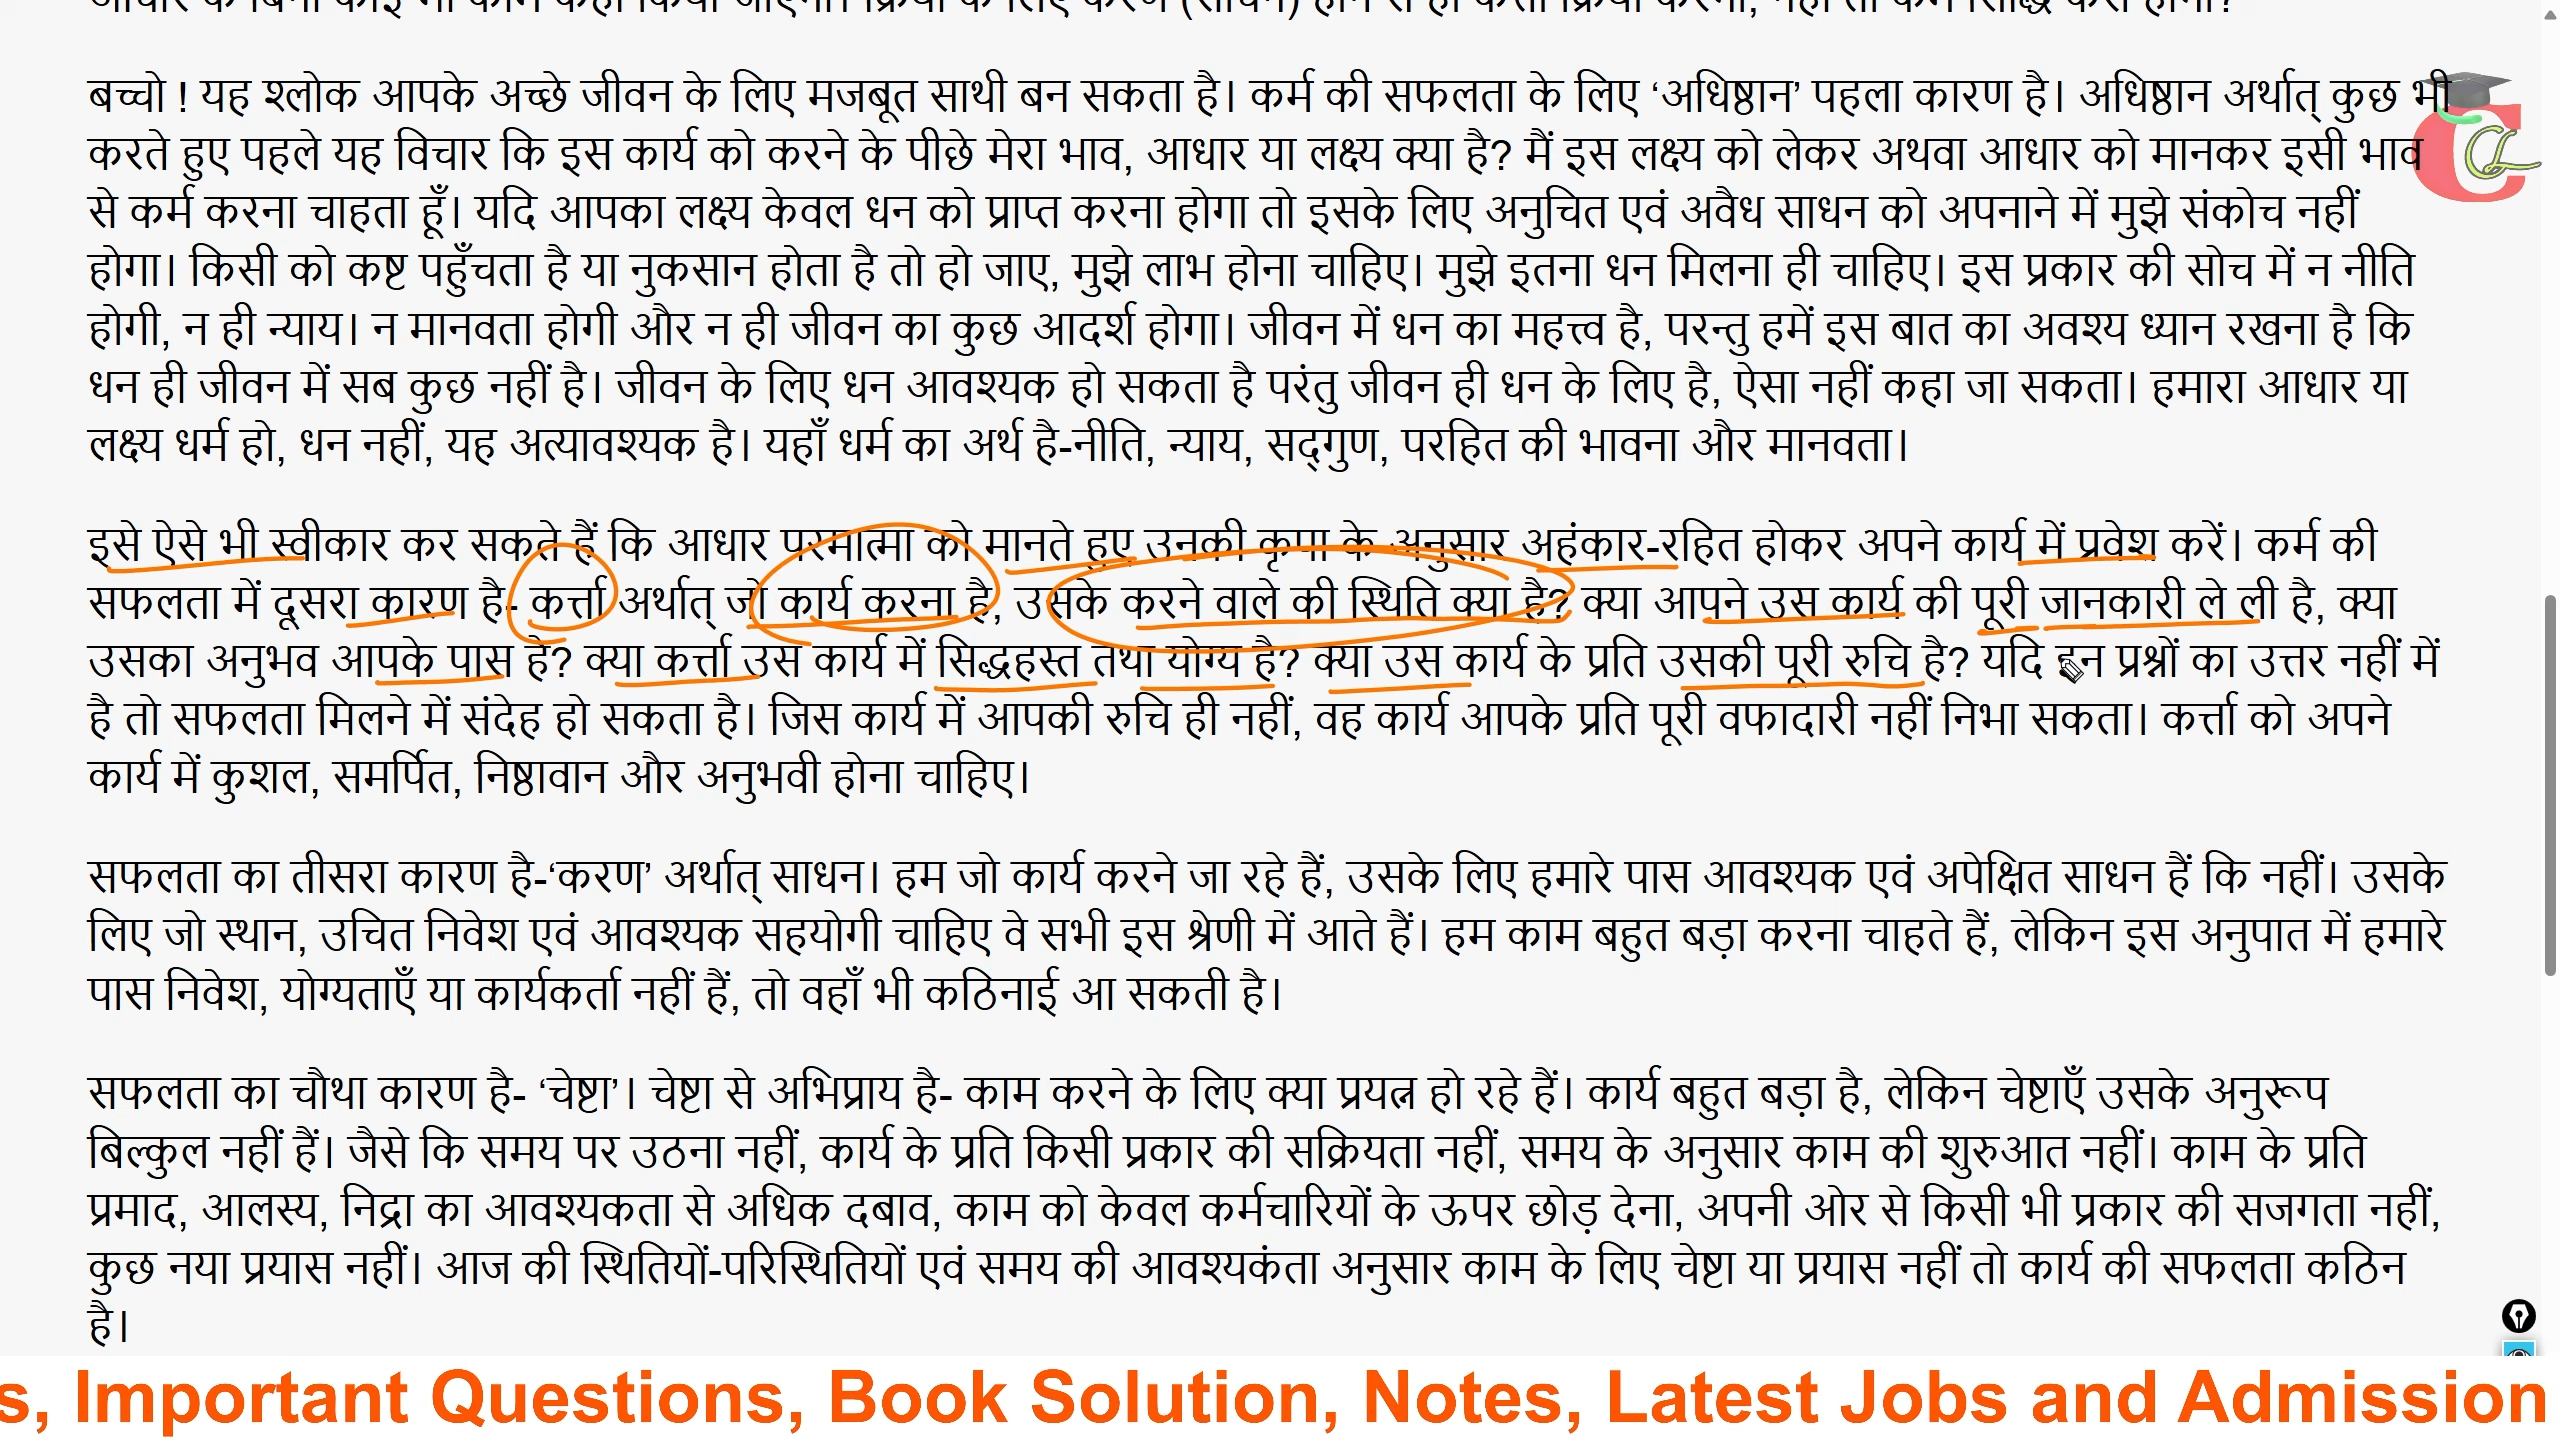 बच्चो ! यह श्लोक आपके अच्छे जीवन के लिए मजबूत साथी बन सकता है। कर्म की सफलता के लिए ‘अधिष्ठान’ पहला कारण है। अधिष्ठान अर्थात् कुछ भी
करते हुए पहले यह विचार कि इस कार्य को करने के पीछे मेरा भाव, आधार या लक्ष्य क्या है? मैं इस लक्ष्य को लेकर अथवा आधार को मानकर इसी भाव
से कर्म करना चाहता हूँ। यदि आपका लक्ष्य केवल धन को प्राप्त करना होगा तो इसके लिए अनुचित एवं अवैध साधन को अपनाने में मुझे संकोच नहीं
होगा। किसी को कष्ट पहुँचता है या नुकसान होता है तो हो जाए, मुझे लाभ होना चाहिए। मुझे इतना धन मिलना ही चाहिए। इस प्रकार की सोच में न नीति
होगी, न ही न्याय। न मानवता होगी और न ही जीवन का कुछ आदर्श होगा। जीवन में धन का महत्त्व है, परन्तु हमें इस बात का अवश्य ध्यान रखना है कि
धन ही जीवन में सब कुछ नहीं है। जीवन के लिए धन आवश्यक हो सकता है परंतु जीवन ही धन के लिए है, ऐसा नहीं कहा जा सकता। हमारा आधार या
लक्ष्य धर्म हो, धन नहीं, यह अत्यावश्यक है। यहाँ धर्म का अर्थ है-नीति, न्याय, सद्‌गुण, परहित की भावना और मानवता।
इसे ऐसे भी स्वीकार कर सकते हैं कि आधार परमात्मा को मानते हुए उनकी कृपा के अनुसार अहंकार-रहित होकर अपने कार्य में प्रवेश करें। कर्म की
सफलता में दूसरा कारण है- कर्त्ता अर्थात् जो कार्य करना है, उसके करने वाले की स्थिति क्या है? क्या आपने उस कार्य की पूरी जानकारी ले ली है, क्या
उसका अनुभव आपके पास है? क्या कर्त्ता उस कार्य में सिद्धहस्त तथा योग्य है? क्या उस कार्य के प्रति उसकी पूरी रुचि है? यदि इन प्रश्नों का उत्तर नहीं में
है तो सफलता मिलने में संदेह हो सकता है। जिस कार्य में आपकी रुचि ही नहीं, वह कार्य आपके प्रति पूरी वफादारी नहीं निभा सकता। कर्त्ता को अपने
कार्य में कुशल, समर्पित, निष्ठावान और अनुभवी होना चाहिए।
सफलता का तीसरा कारण है-‘करण’ अर्थात् साधन। हम जो कार्य करने जा रहे हैं, उसके लिए हमारे पास आवश्यक एवं अपेक्षित साधन हैं कि नहीं। उसके
लिए जो स्थान, उचित निवेश एवं आवश्यक सहयोगी चाहिए वे सभी इस श्रेणी में आते हैं। हम काम बहुत बड़ा करना चाहते हैं, लेकिन इस अनुपात में हमारे
पास निवेश, योग्यताएँ या कार्यकर्ता नहीं हैं, तो वहाँ भी कठिनाई आ सकती है।
सफलता का चौथा कारण है- ‘चेष्टा’। चेष्टा से अभिप्राय है- काम करने के लिए क्या प्रयत्न हो रहे हैं। कार्य बहुत बड़ा है, लेकिन चेष्टाएँ उसके अनुरूप
बिल्कुल नहीं हैं। जैसे कि समय पर उठना नहीं, कार्य के प्रति किसी प्रकार की सक्रियता नहीं, समय के अनुसार काम की शुरुआत नहीं। काम के प्रति
प्रमाद, आलस्य, निद्रा का आवश्यकता से अधिक दबाव, काम को केवल कर्मचारियों के ऊपर छोड़ देना, अपनी ओर से किसी भी प्रकार की सजगता नहीं,
कुछ नया प्रयास नहीं। आज की स्थितियों-परिस्थितियों एवं समय की आवश्यकंता अनुसार काम के लिए चेष्टा या प्रयास नहीं तो कार्य की सफलता कठिन
है।
s, Important Questions, Book Solution, Notes, Latest Jobs and Admission